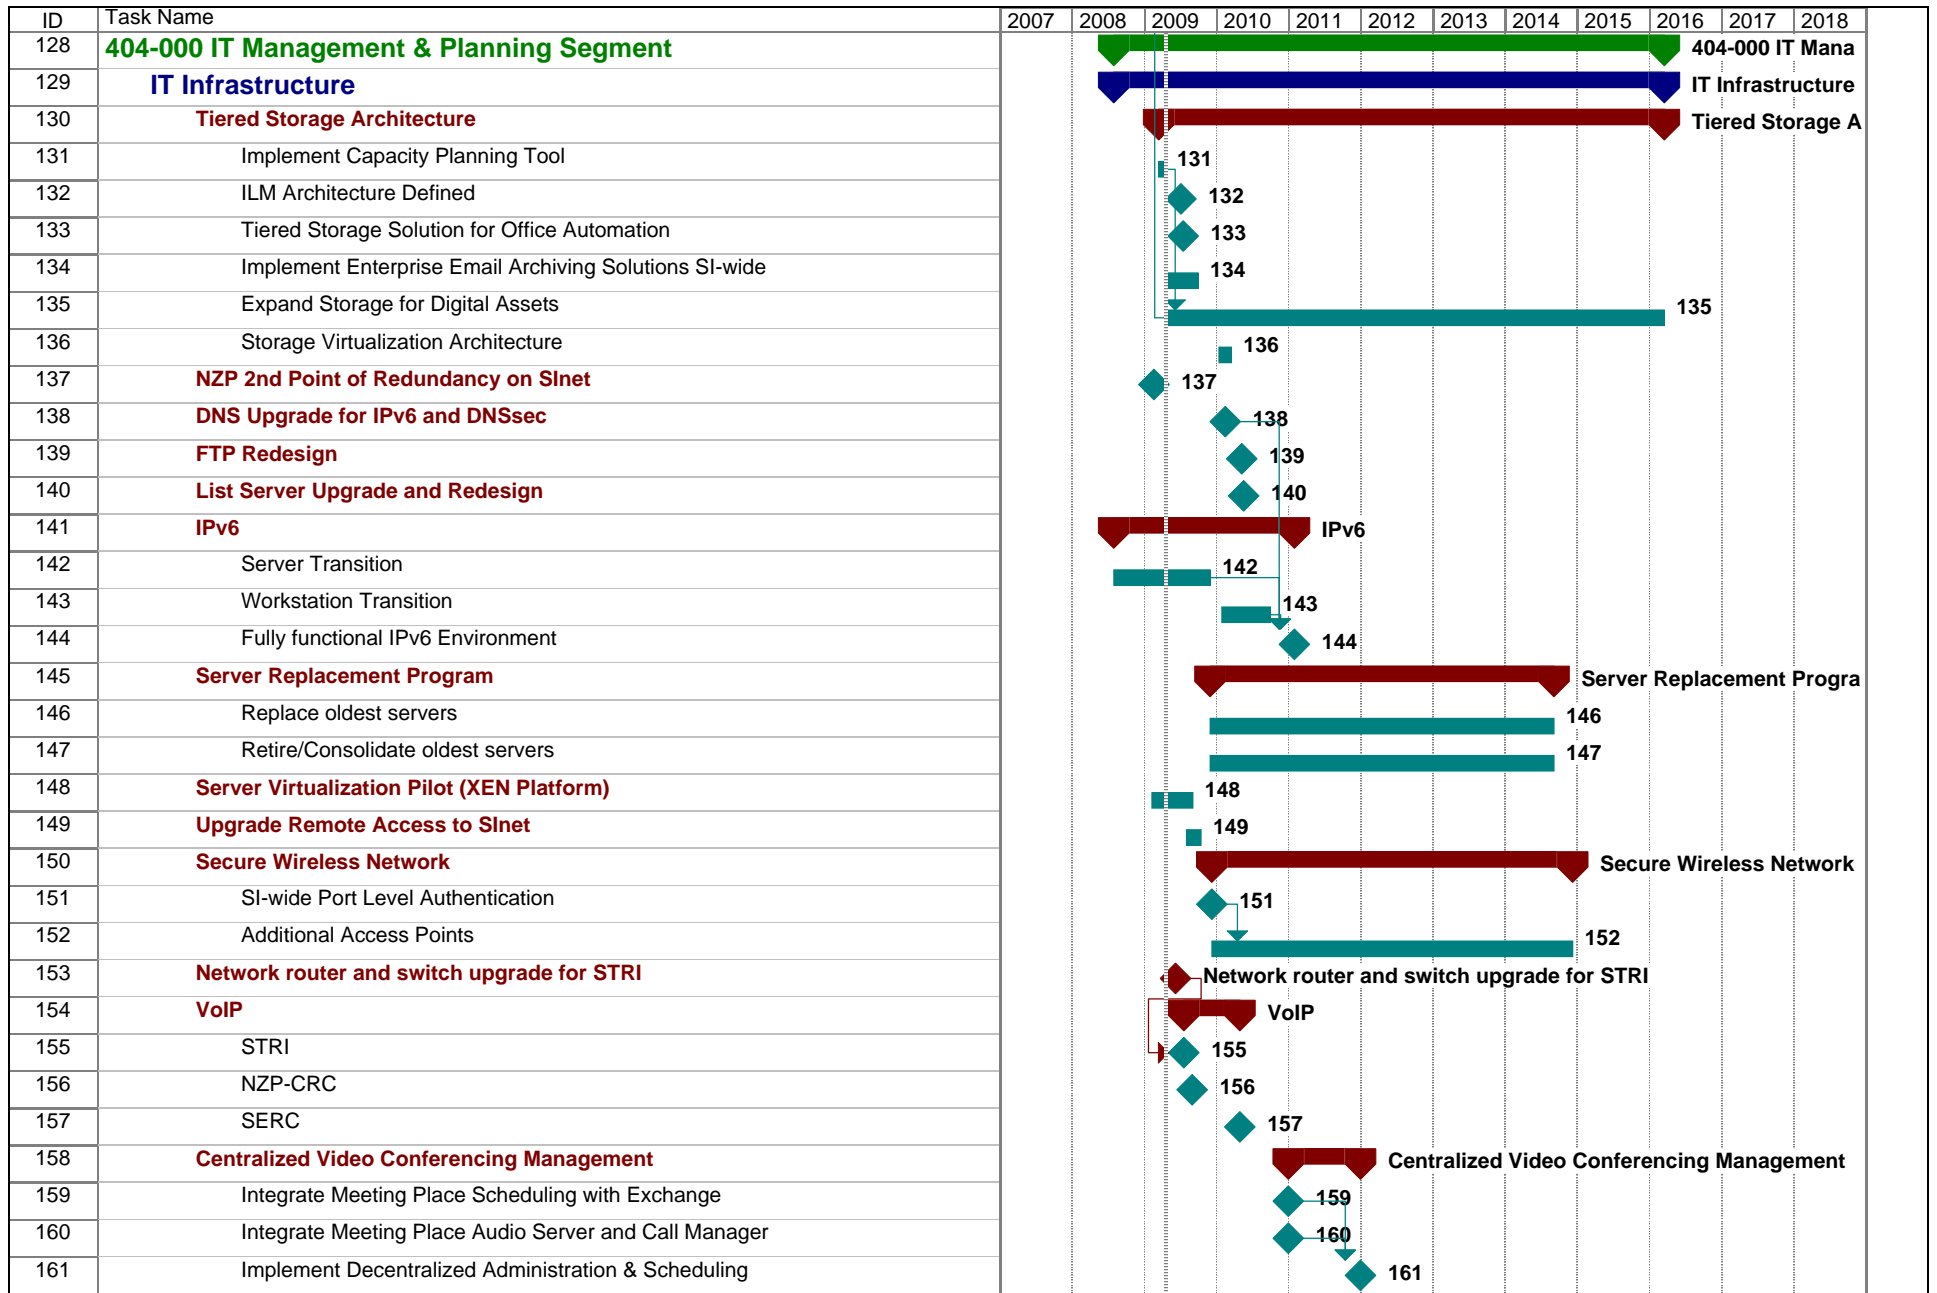 ID Task Name 2007 2008 2009 2010 2011 2012 2013 2014 2015 2016 2017 2018
128 404-000 IT Management & Planning Segment 404-000 IT Mana
129 IT Infrastructure IT Infrastructure
130 Tiered Storage Architecture Tiered Storage A
131 Implement Capacity Planning Tool 131
132 ILM Architecture Defined 132
133 Tiered Storage Solution for Office Automation 133
134 Implement Enterprise Email Archiving Solutions SI-wide 134
135 Expand Storage for Digital Assets 135
136 Storage Virtualization Architecture 136
137 NZP 2nd Point of Redundancy on SInet 137
138 DNS Upgrade for IPv6 and DNSsec 138
139 FTP Redesign 139
140 List Server Upgrade and Redesign 140
141 IPv6 IPv6
142 Server Transition 142
143 Workstation Transition 143
144 Fully functional IPv6 Environment 144
145 Server Replacement Program Server Replacement Progra
146 Replace oldest servers 146
147 Retire/Consolidate oldest servers 147
148 Server Virtualization Pilot (XEN Platform) 148
149 Upgrade Remote Access to SInet 149
150 Secure Wireless Network Secure Wireless Network
151 SI-wide Port Level Authentication 151
152 Additional Access Points 152
153 Network router and switch upgrade for STRI Network router and switch upgrade for STRI
154 VoIP VoIP
155 STRI 155
156 NZP-CRC 156
157 SERC 157
158 Centralized Video Conferencing Management Centralized Video Conferencing Management
159 Integrate Meeting Place Scheduling with Exchange 159
160 Integrate Meeting Place Audio Server and Call Manager 160
161 Implement Decentralized Administration & Scheduling 161